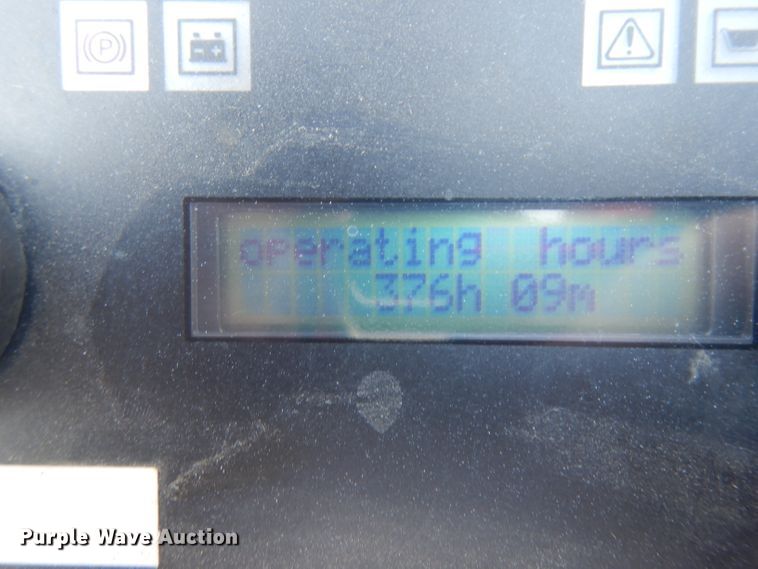 P
operating hours
376h 09m
Purple Wave Auction